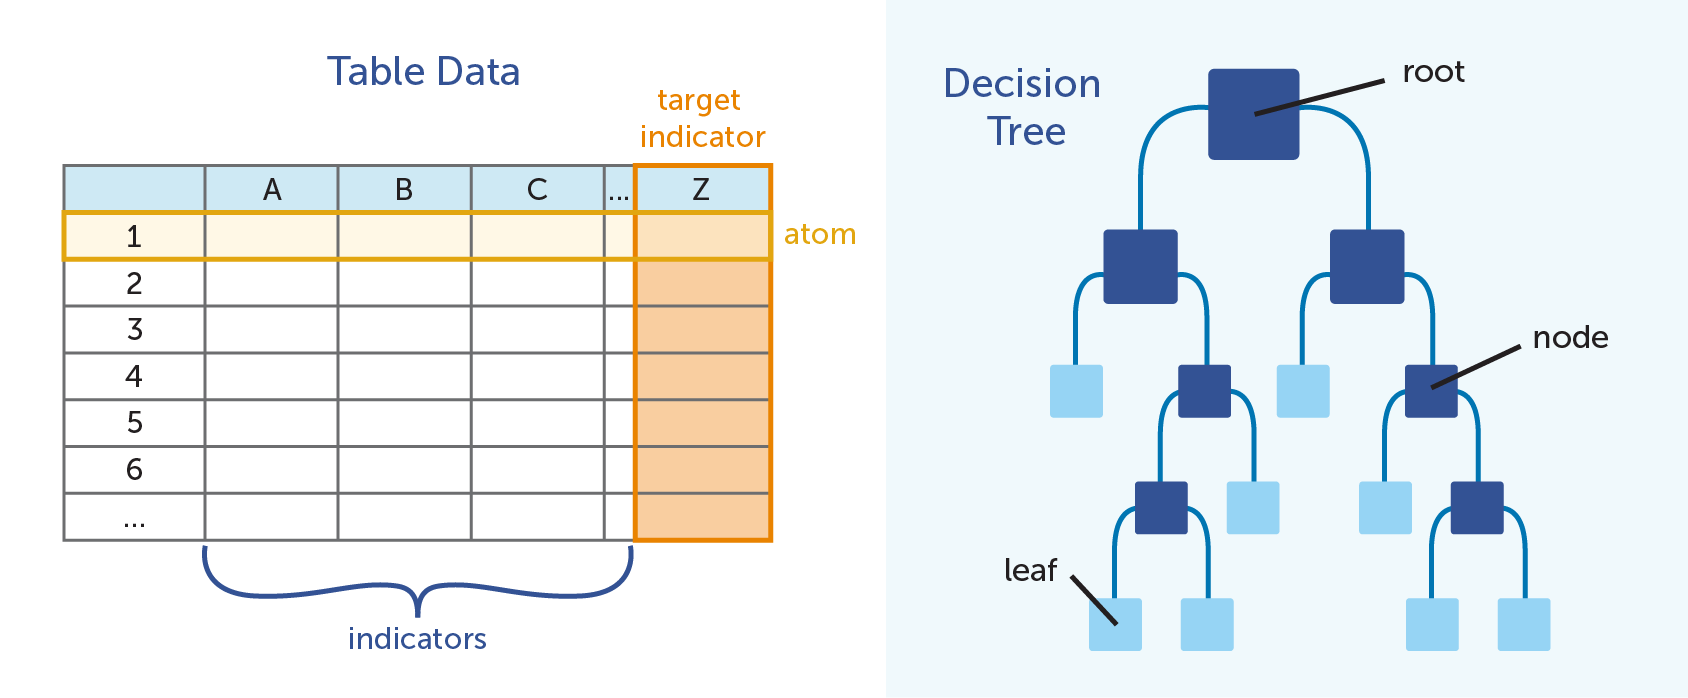 Table Data
target
indicator
A B C ... Z
1
atom
2
3
4
5
6
...
indicators
Decision
Tree
root
node
leaf